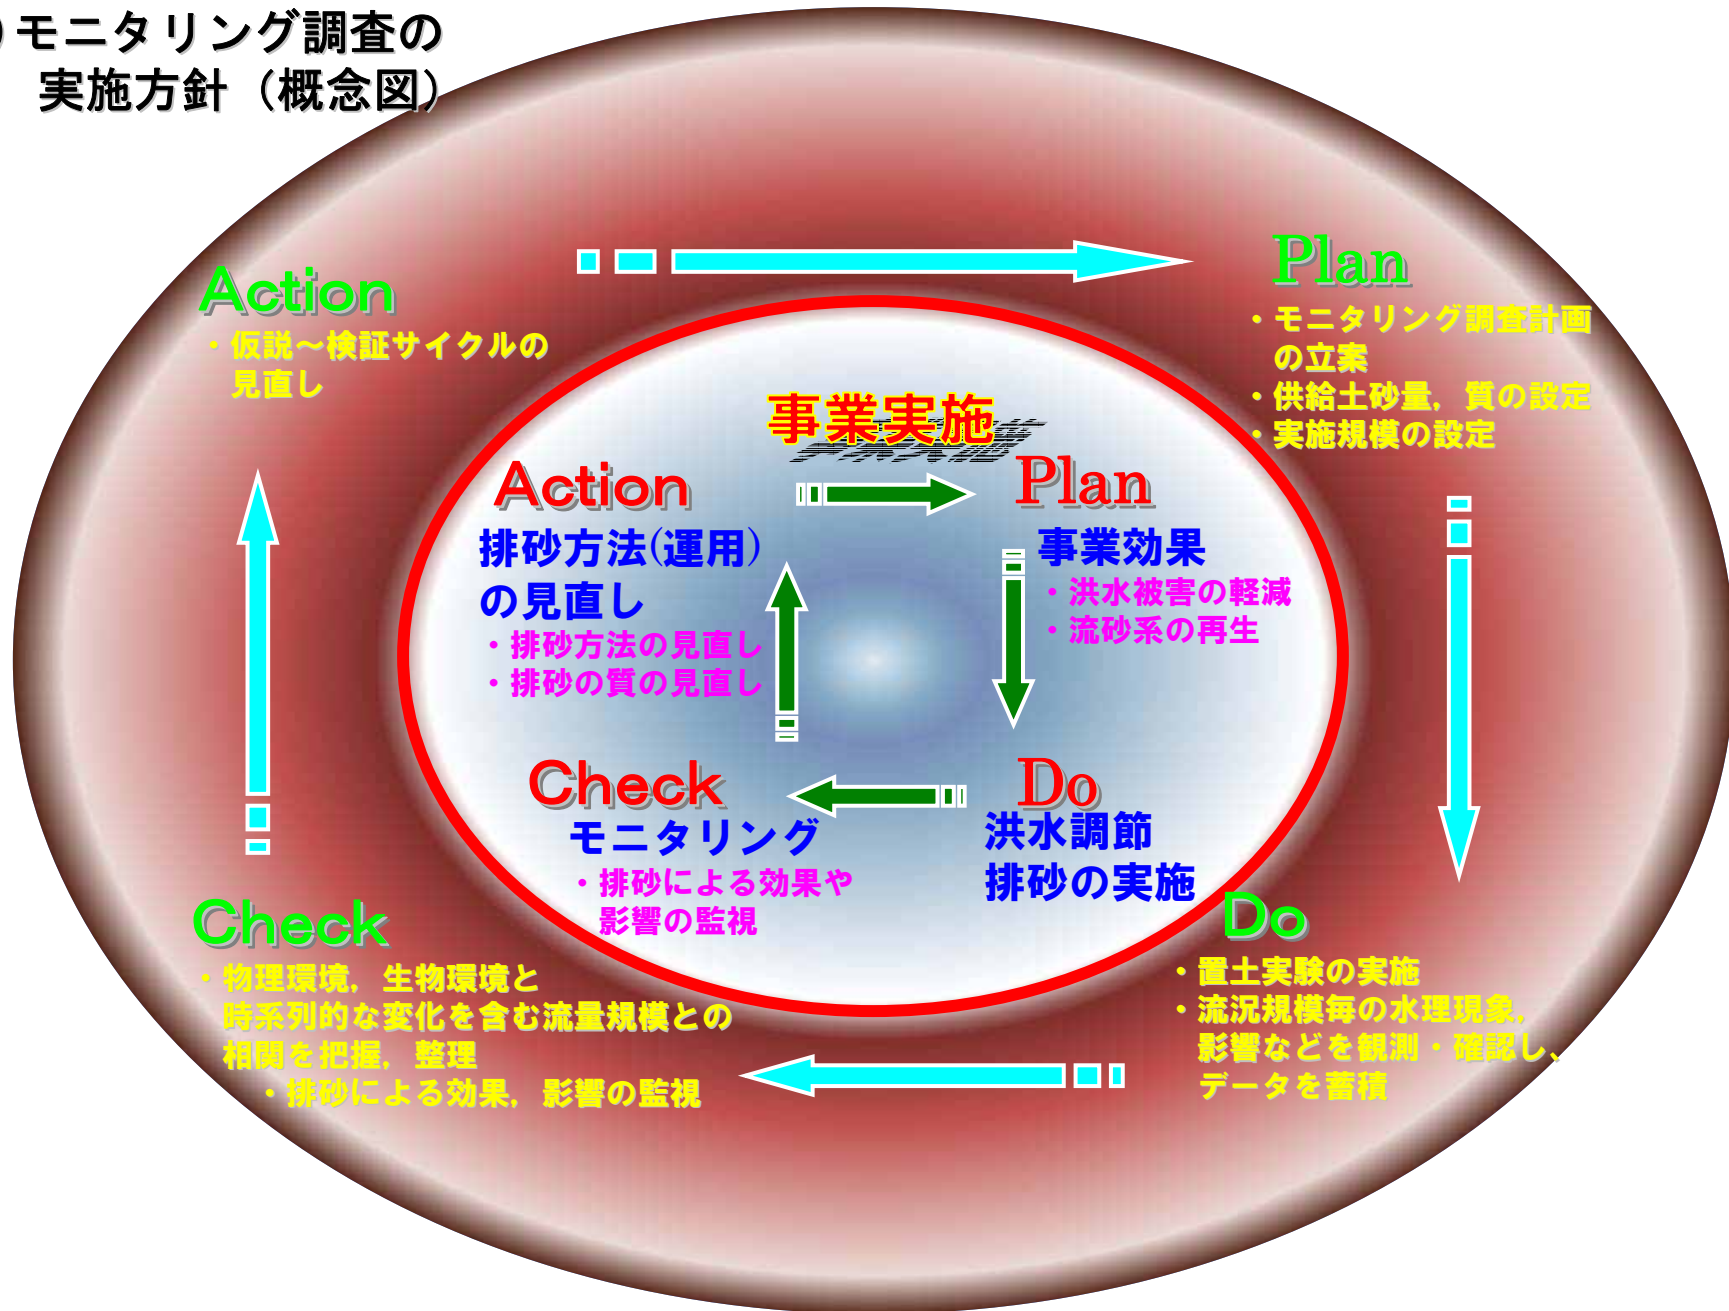 )モニタリング調査の
実施方針（概念図）
Action
・仮説～検証サイクルの
見直し
Plan
・モニタリング調査計画
の立案
・供給土砂量，質の設定
・実施規模の設定
事業実施
Action
排砂方法(運用)
の見直し
・排砂方法の見直し
・排砂の質の見直し
Plan
事業効果
・洪水被害の軽減
・流砂系の再生
Check
モニタリング
・排砂による効果や
影響の監視
Do
洪水調節
排砂の実施
Check
・物理環境，生物環境と
時系列的な変化を含む流量規模との
相関を把握，整理
・排砂による効果，影響の監視
Do
・置土実験の実施
・流況規模毎の水理現象，
影響などを観測・確認し、
データを蓄積